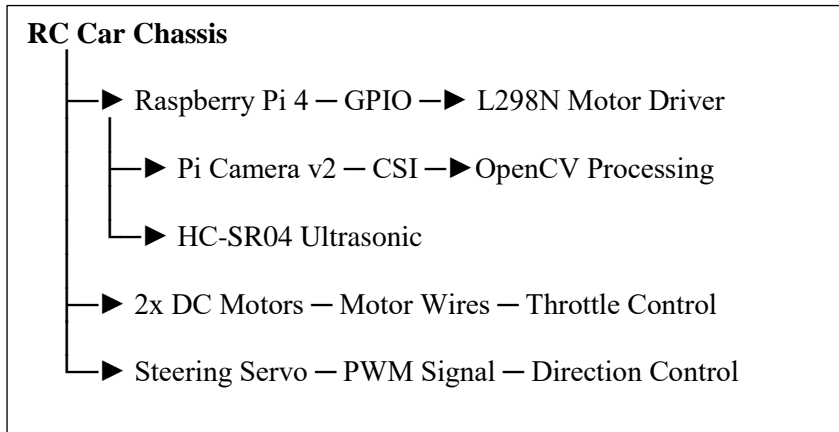 RC Car Chassis
Raspberry Pi 4 — GPIO —► L298N Motor Driver
Pi Camera v2 — CSI —► OpenCV Processing
HC-SR04 Ultrasonic
2x DC Motors — Motor Wires — Throttle Control
Steering Servo — PWM Signal — Direction Control